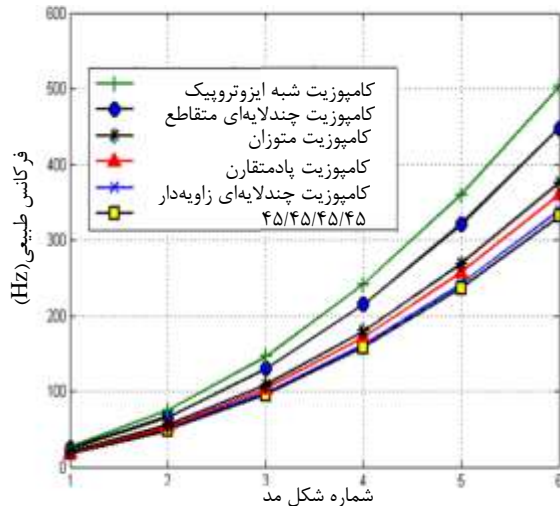 600
500
400
300
200
100
0
فرکانس طبیعی(Hz)
کامپوزیت شبه ایزوتروپیک
کامپوزیت چندلایه‌ای متقاطع
کامپوزیت متوزان
کامپوزیت پادمتقارن
کامپوزیت چندلایه‌ای زاویه‌دار
۴۵/۴۵/۴۵/۴۵
1 2 3 4 5 6
شماره شکل مد